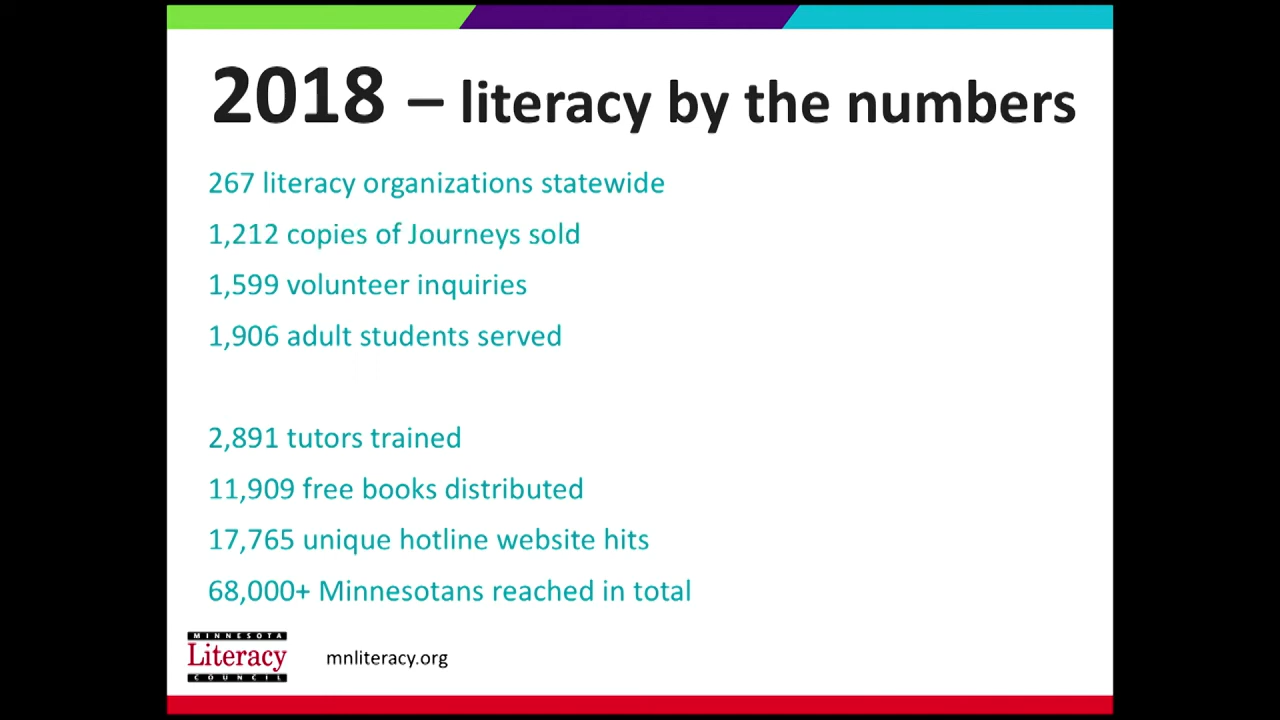 2018 – literacy by the numbers
267 literacy organizations statewide
1,212 copies of Journeys sold
1,599 volunteer inquiries
1,906 adult students served
2,891 tutors trained
11,909 free books distributed
17,765 unique hotline website hits
68,000+ Minnesotans reached in total
MINNESOTA
Literacy
COUNCIL
mnliteracy.org